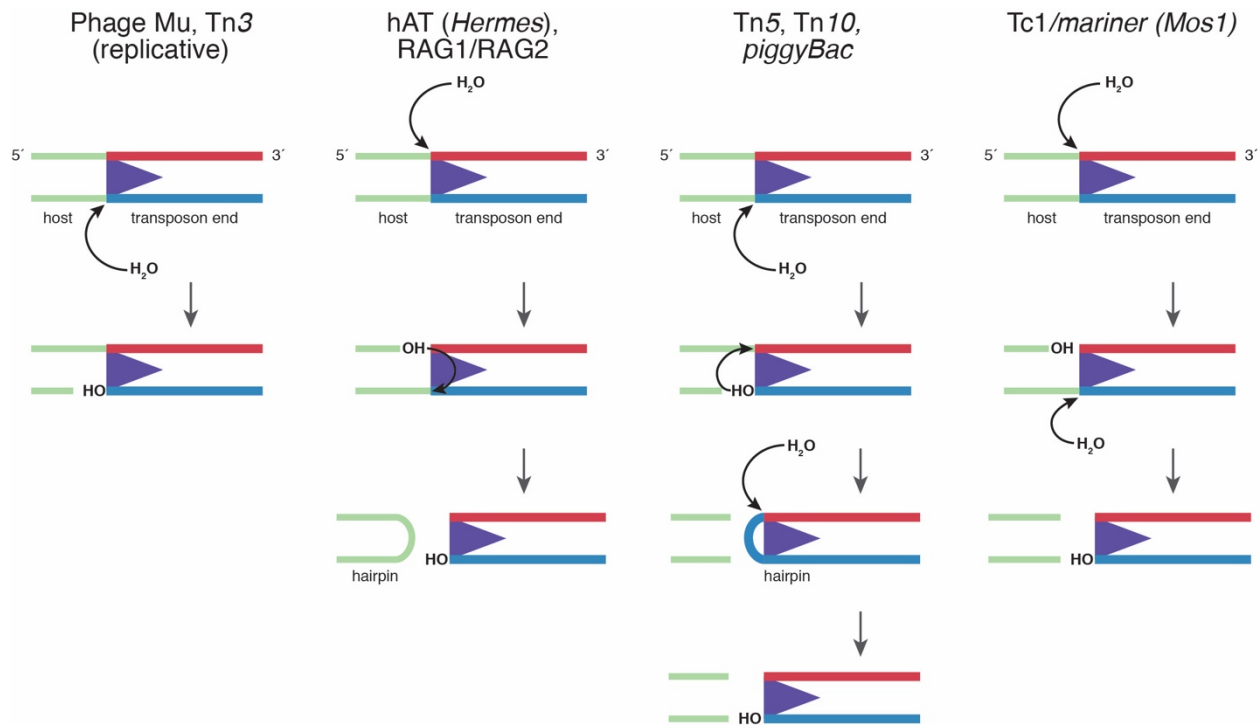 Phage Mu, Tn3
(replicative)
hAT (Hermes),
RAG1/RAG2
Tn5, Tn10,
piggyBac
Tc1/mariner (Mos1)
H₂O
H₂O
5´ 3´
5´ 3´
5´ 3´
5´ 3´
host transposon end
host transposon end
host transposon end
host transposon end
H₂O
H₂O
OH
OH
HO
HO
H₂O
H₂O
HO
hairpin
hairpin
HO
HO